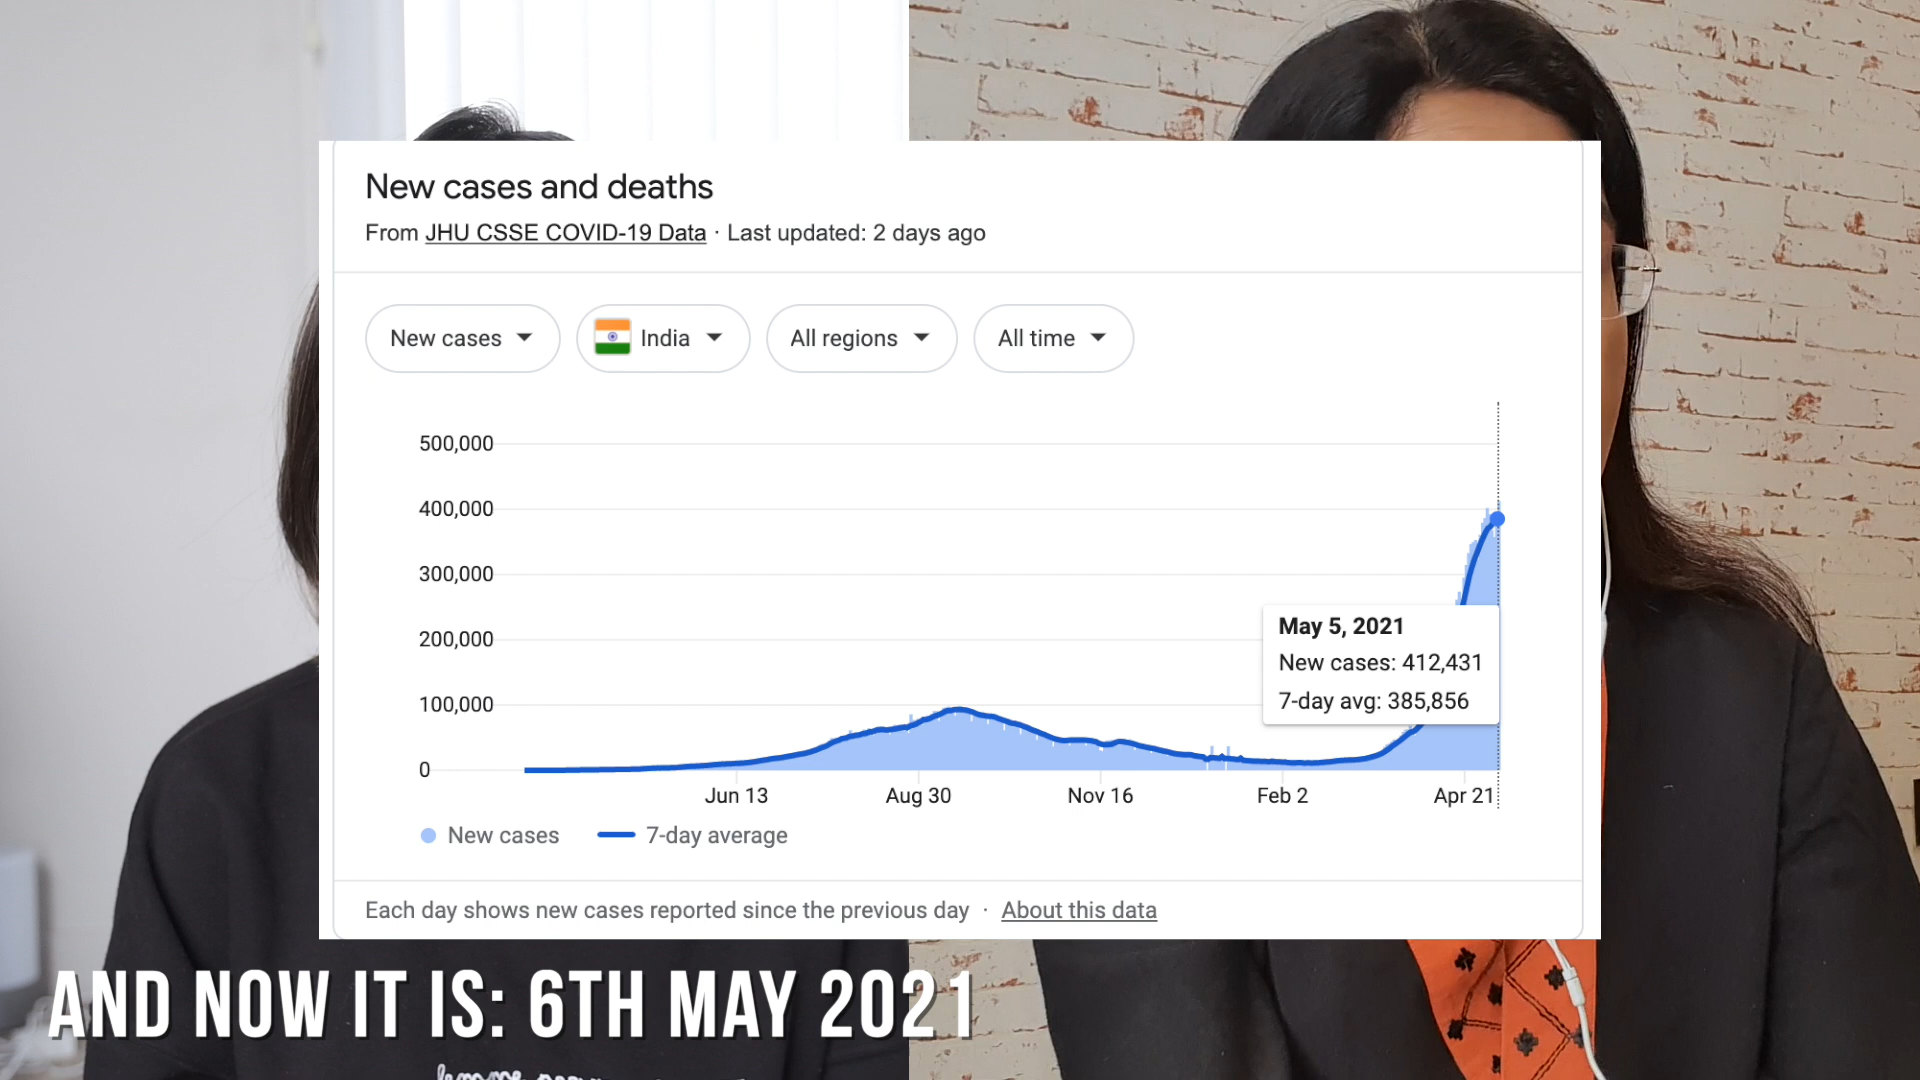 New cases and deaths
From JHU CSSE COVID-19 Data · Last updated: 2 days ago
New cases India All regions All time
500,000
400,000
300,000
200,000
100,000
0
May 5, 2021
New cases: 412,431
7-day avg: 385,856
Jun 13 Aug 30 Nov 16 Feb 2 Apr 21
New cases 7-day average
Each day shows new cases reported since the previous day · About this data
AND NOW IT IS: 6TH MAY 2021